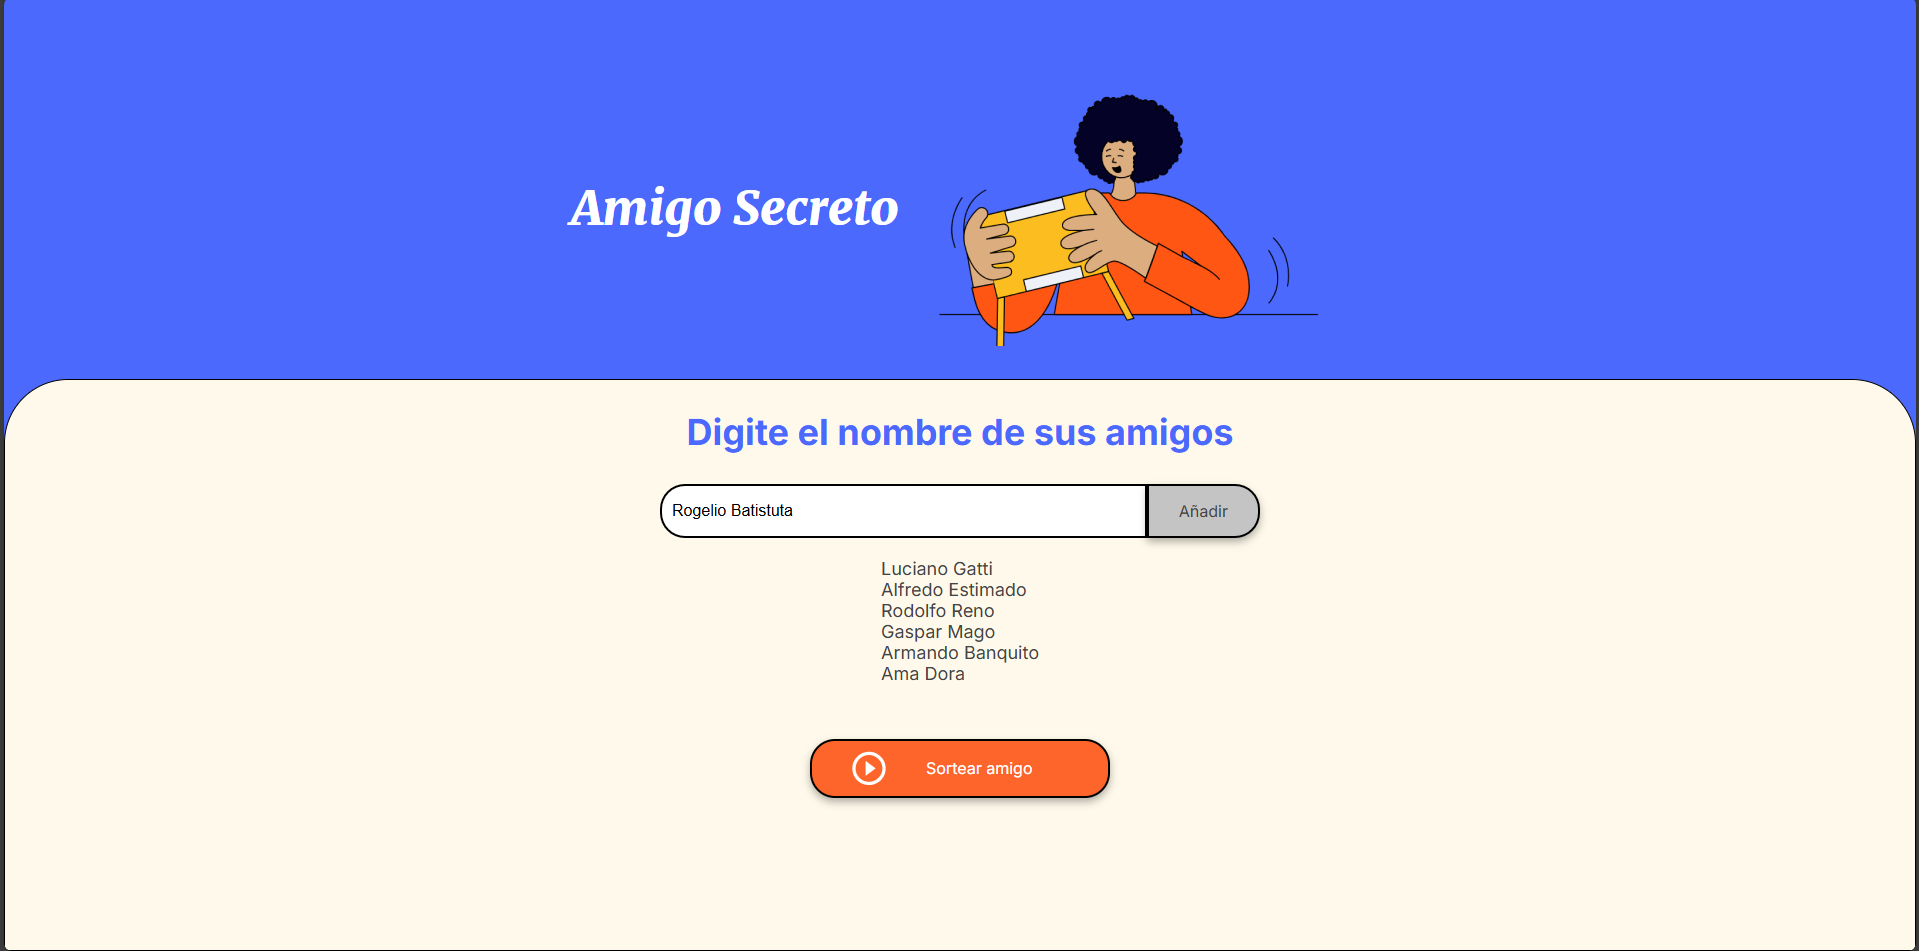 Amigo Secreto
Digite el nombre de sus amigos
Rogelio Batistuta
Añadir
Luciano Gatti
Alfredo Estimado
Rodolfo Reno
Gaspar Mago
Armando Banquito
Ama Dora
Sortear amigo